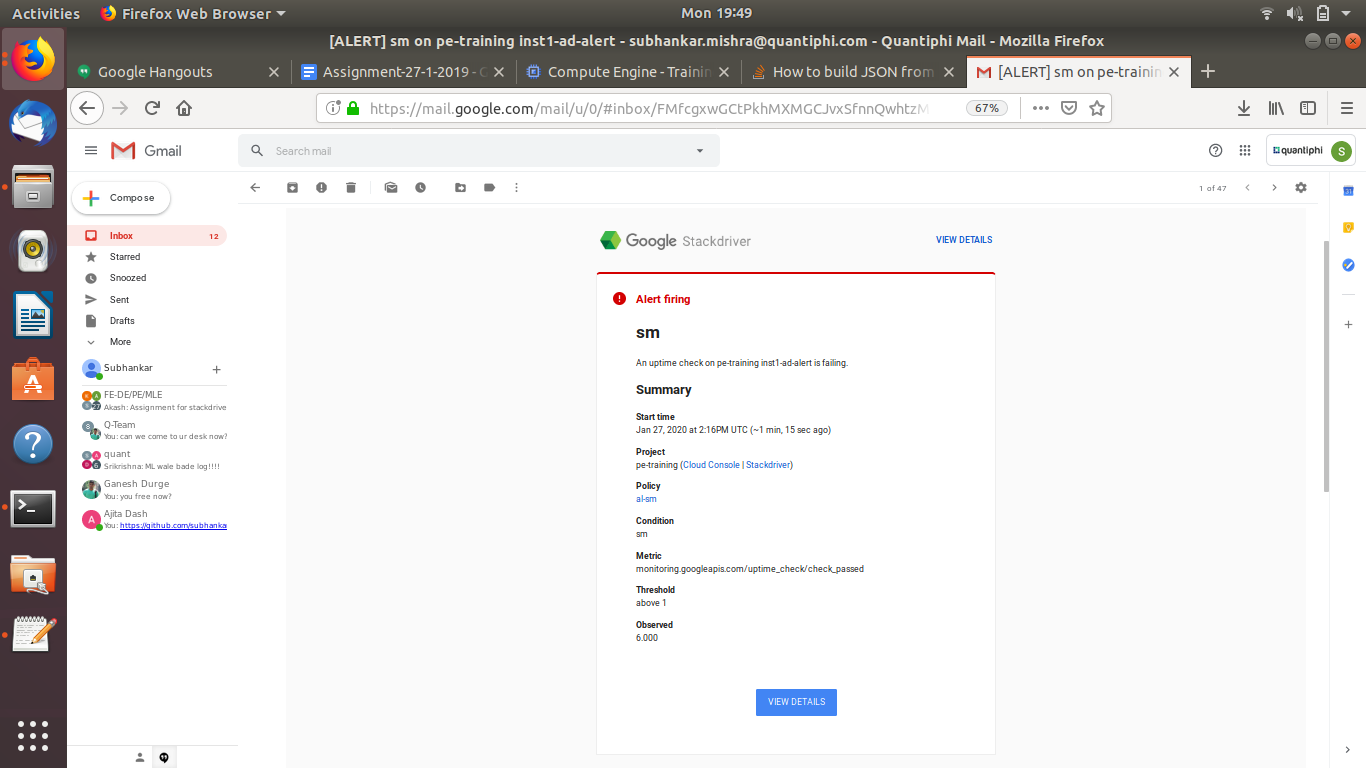 Activities
Firefox Web Browser
Mon 19:49
[ALERT] sm on pe-training inst1-ad-alert - subhankar.mishra@quantiphi.com - Quantiphi Mail - Mozilla Firefox
Google Hangouts
Assignment-27-1-2019 -
Compute Engine - Trainin
How to build JSON from
[ALERT] sm on pe-trainin
https://mail.google.com/mail/u/0/#inbox/FMfcgxwGCtPkhMXMGCJvxSfnnQwhtzM
67%
Gmail
Search mail
quantiphi
S
Compose
1 of 47
Inbox
12
Starred
Snoozed
Sent
Drafts
More
Subhankar
FE-DE/PE/MLE
Akash: Assignment for stackdrive
Q-Team
You: can we come to ur desk now?
quant
Srikrishna: ML wale bade log!!!!
Ganesh Durge
You: you free now?
A
Ajita Dash
You: https://github.com/subhanka
Google Stackdriver
VIEW DETAILS
Alert firing
sm
An uptime check on pe-training inst1-ad-alert is failing.
Summary
Start time
Jan 27, 2020 at 2:16PM UTC (~1 min, 15 sec ago)
Project
pe-training (Cloud Console | Stackdriver)
Policy
al-sm
Condition
sm
Metric
monitoring.googleapis.com/uptime_check/check_passed
Threshold
above 1
Observed
6.000
VIEW DETAILS